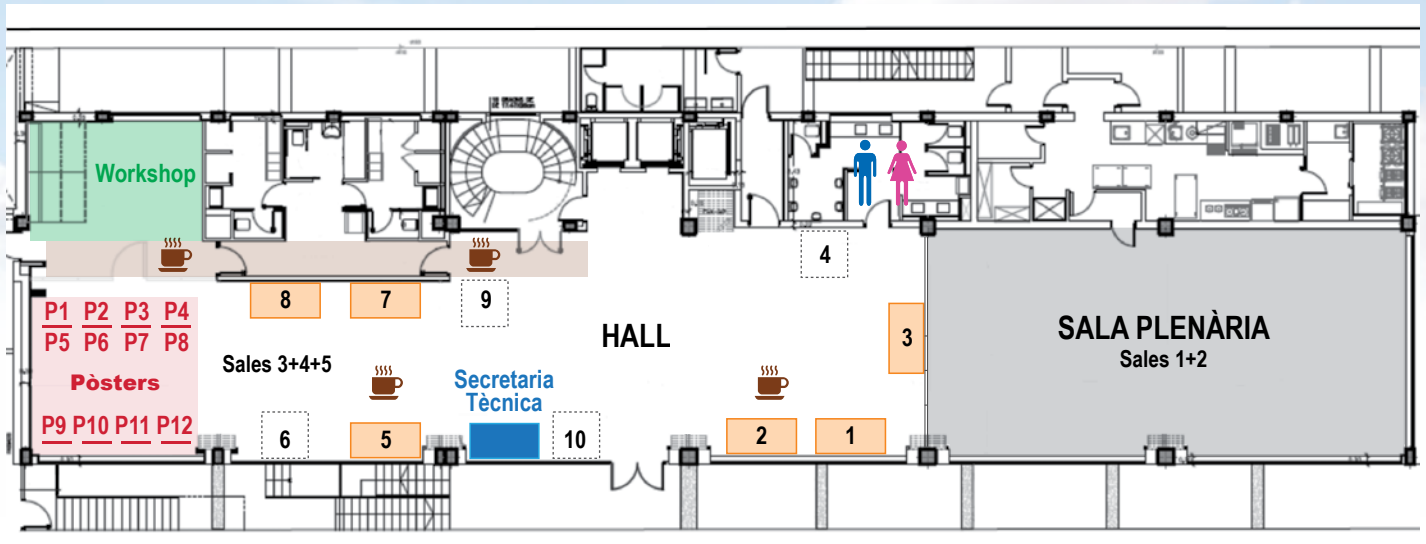 Workshop
4
8
7
9
P1 P2 P3 P4
P5 P6 P7 P8
Pòsters
P9 P10 P11 P12
Sales 3+4+5
HALL
3
SALA PLENÀRIA
Sales 1+2
Secretaria
Tècnica
6
5
10
2
1